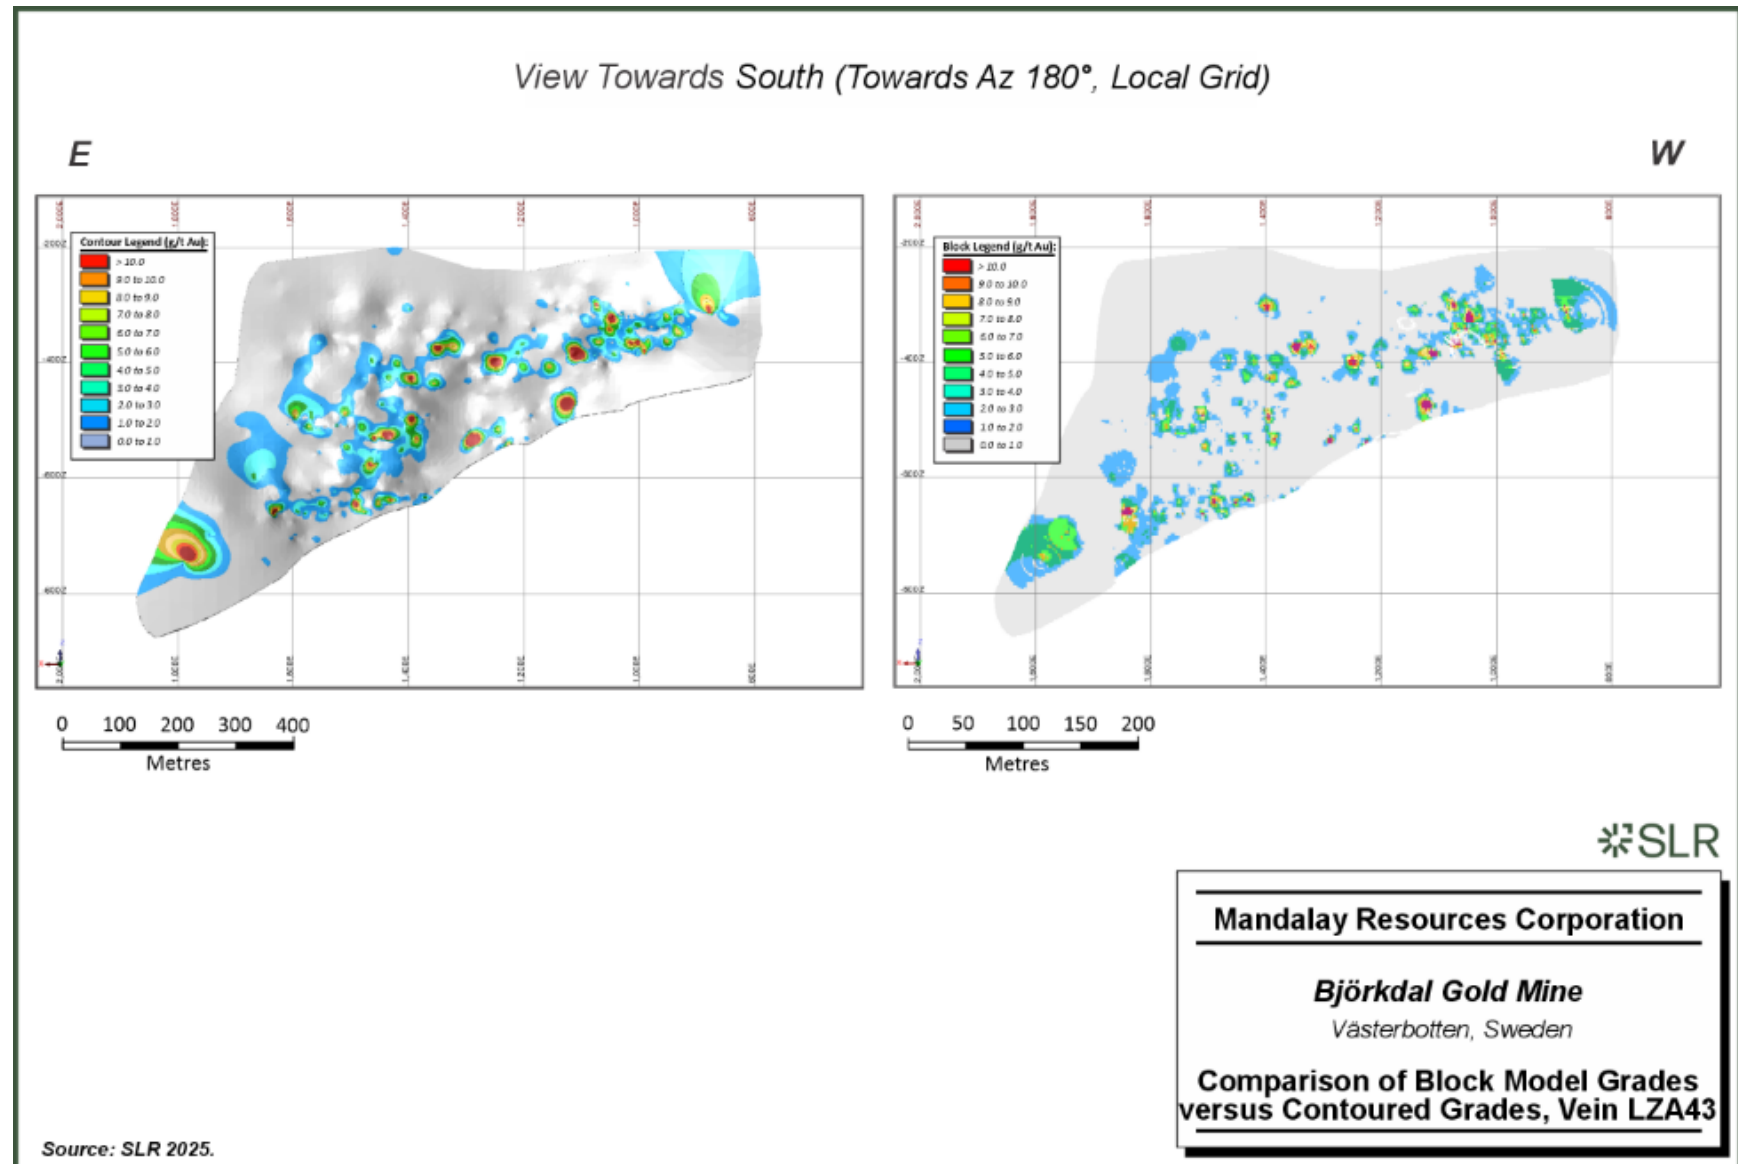 View Towards South (Towards Az 180°, Local Grid)
E
W
Contour Legend (g/t Au):
> 10.0
9.0 to 10.0
8.0 to 9.0
7.0 to 8.0
6.0 to 7.0
5.0 to 6.0
4.0 to 5.0
3.0 to 4.0
2.0 to 3.0
1.0 to 2.0
0.0 to 1.0
Block Legend (g/t Au):
> 10.0
9.0 to 10.0
8.0 to 9.0
7.0 to 8.0
6.0 to 7.0
5.0 to 6.0
4.0 to 5.0
3.0 to 4.0
2.0 to 3.0
1.0 to 2.0
0.0 to 1.0
0 100 200 300 400
Metres
0 50 100 150 200
Metres
SLR
Mandalay Resources Corporation
Björkdal Gold Mine
Västerbotten, Sweden
Comparison of Block Model Grades
versus Contoured Grades, Vein LZA43
Source: SLR 2025.